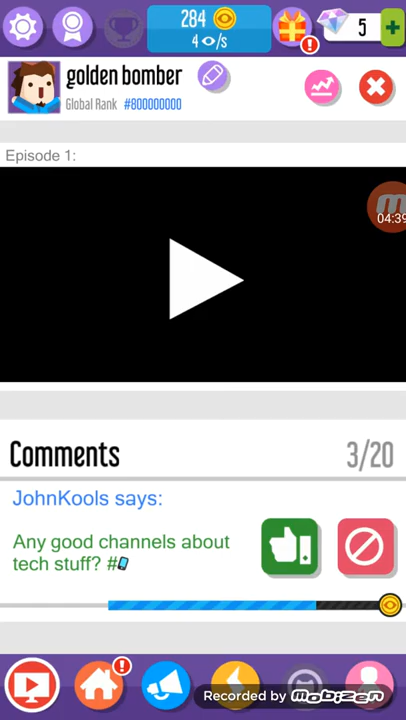 284
4 /s
5
golden bomber
Global Rank #800000000
Episode 1:
04:39
Comments 3/20
JohnKools says:
Any good channels about
tech stuff? #
Recorded by mobizen